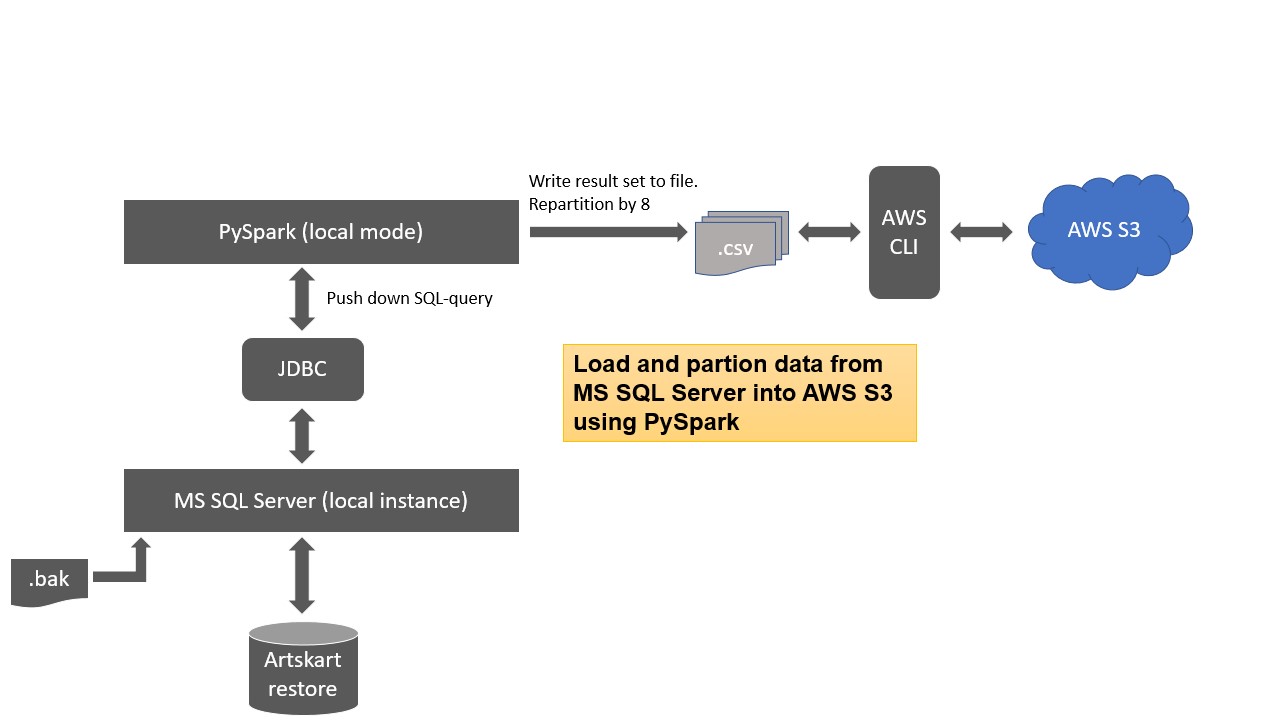 Write result set to file.
Repartition by 8
PySpark (local mode)
.csv
AWS
CLI
AWS S3
Push down SQL-query
JDBC
Load and partion data from
MS SQL Server into AWS S3
using PySpark
MS SQL Server (local instance)
.bak
Artskart
restore